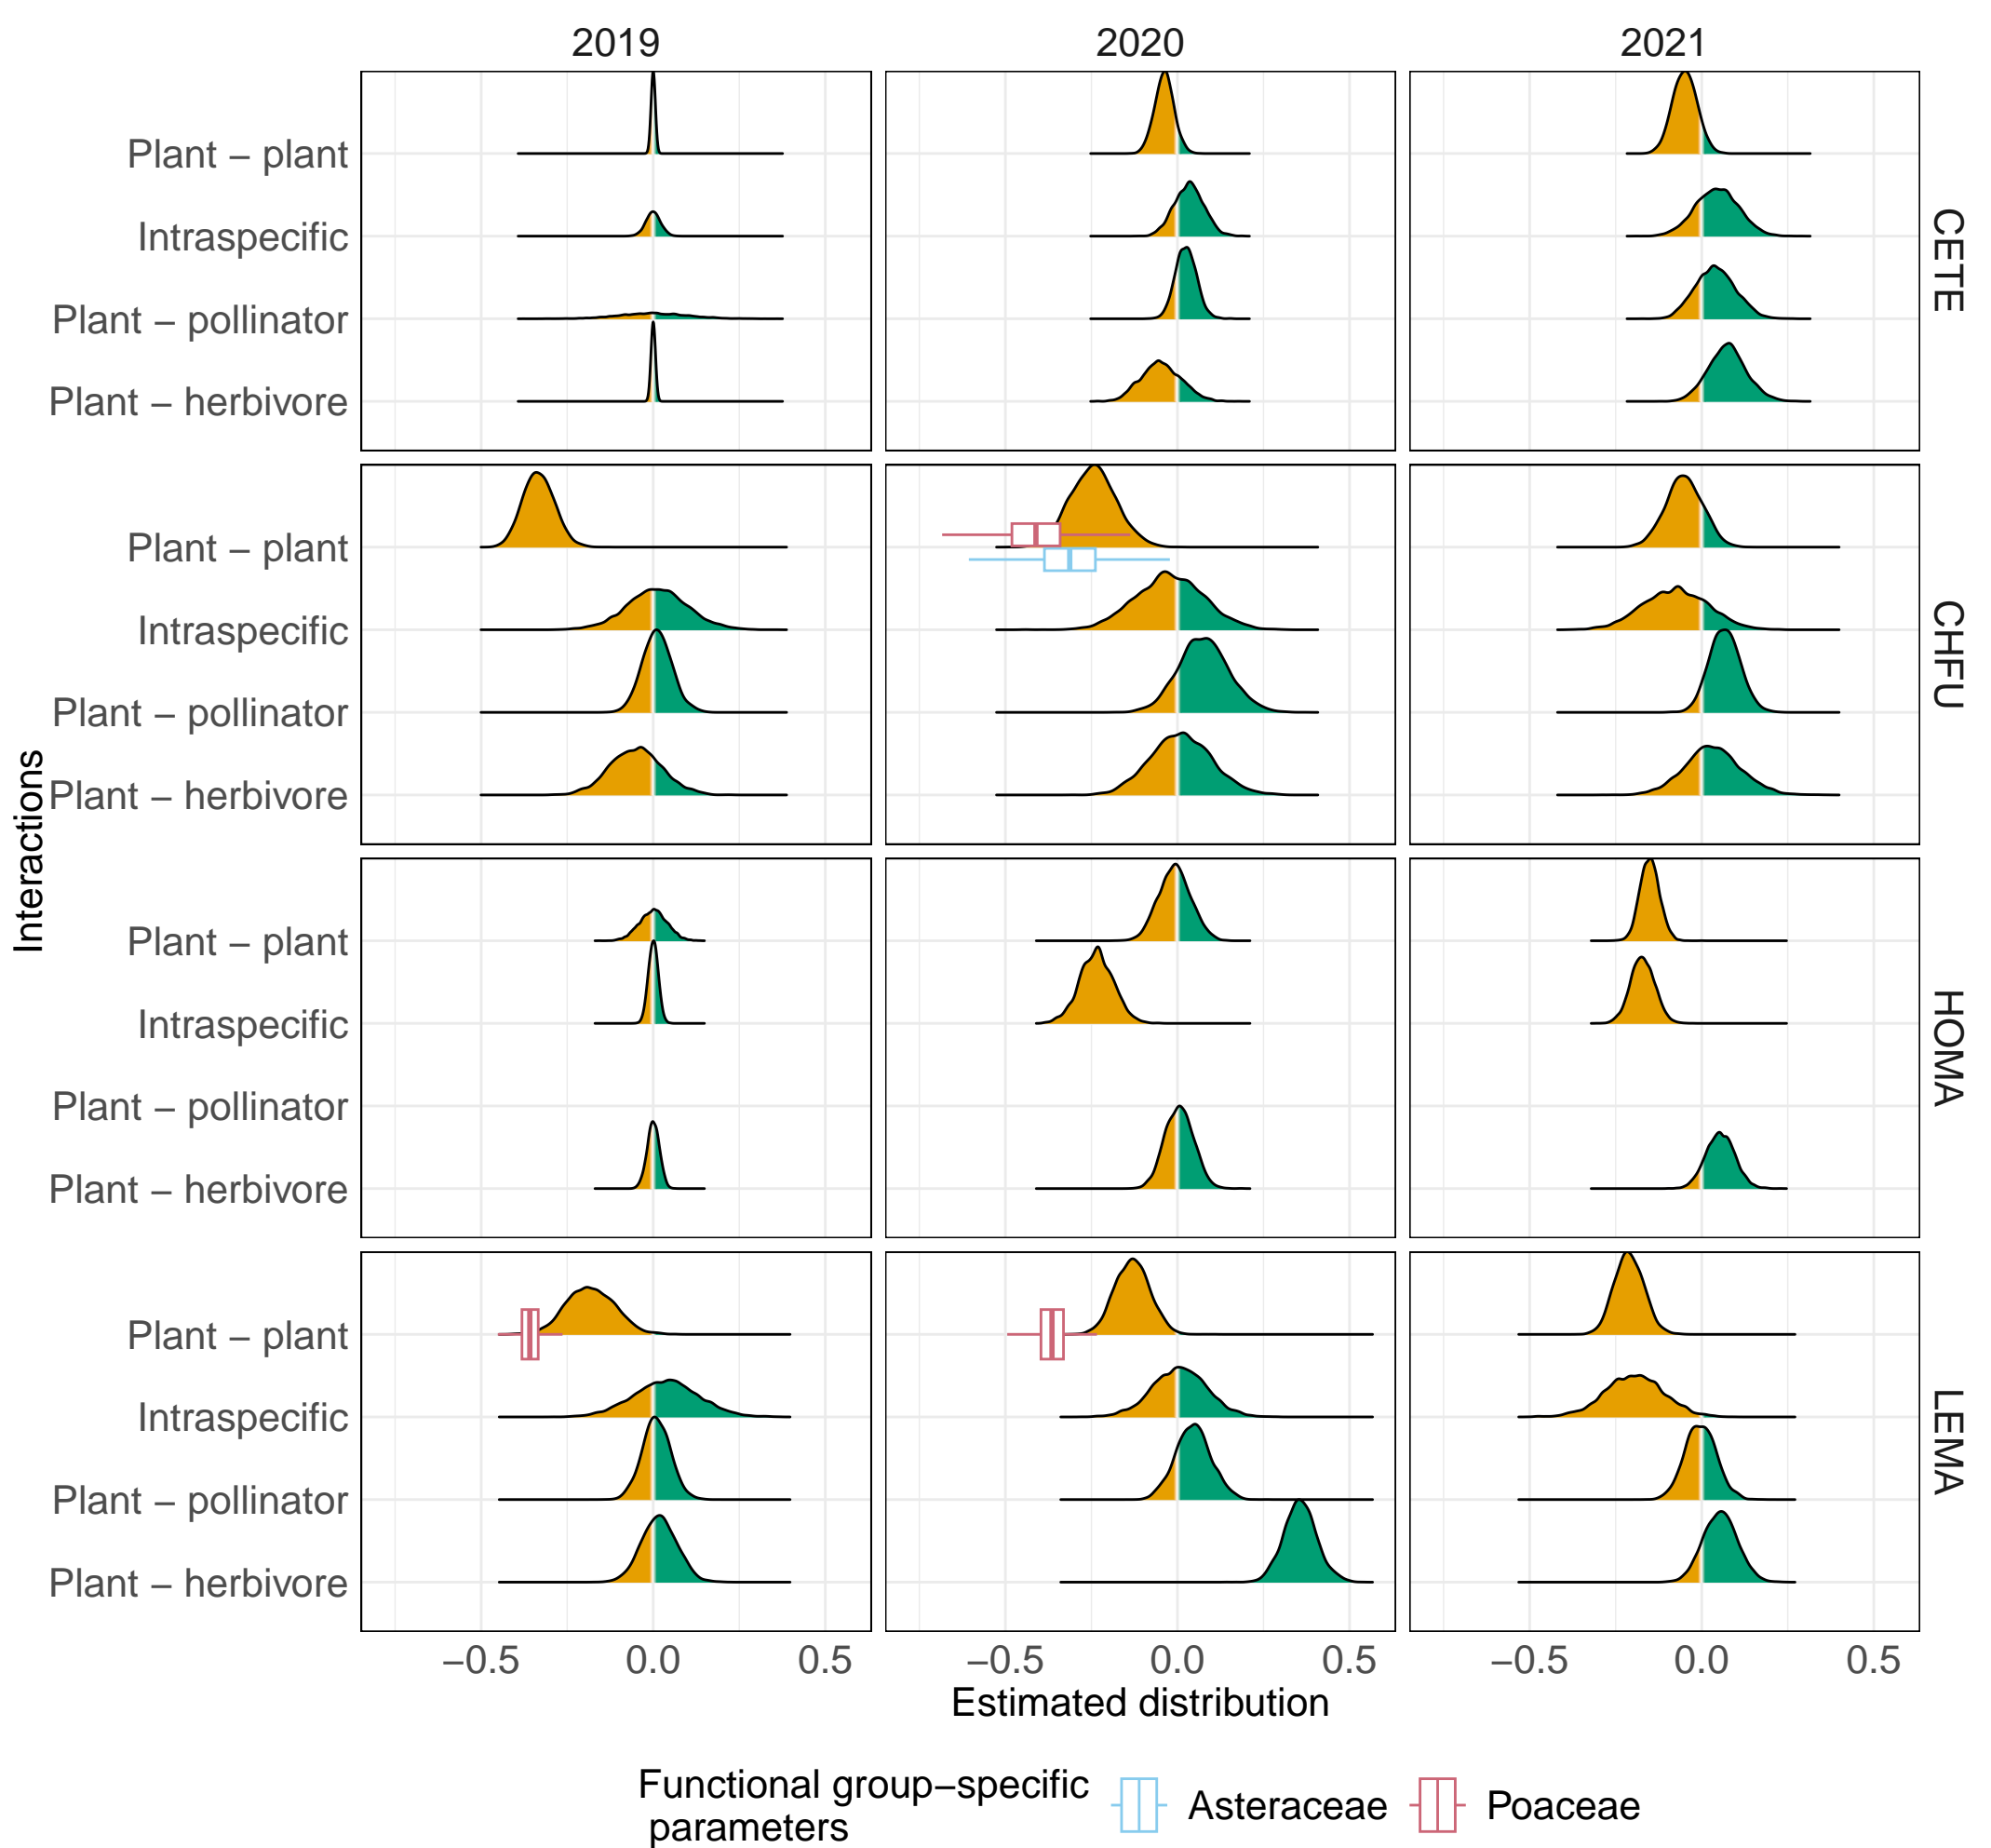 2019 2020 2021
Plant − plant
Intraspecific
Plant − pollinator
Plant − herbivore
CETE
Plant − plant
Intraspecific
Plant − pollinator
Plant − herbivore
CHFU
Interactions
Plant − plant
Intraspecific
Plant − pollinator
Plant − herbivore
HOMA
Plant − plant
Intraspecific
Plant − pollinator
Plant − herbivore
LEMA
−0.5 0.0 0.5 −0.5 0.0 0.5 −0.5 0.0 0.5
Estimated distribution
Functional group−specific
parameters
Asteraceae Poaceae